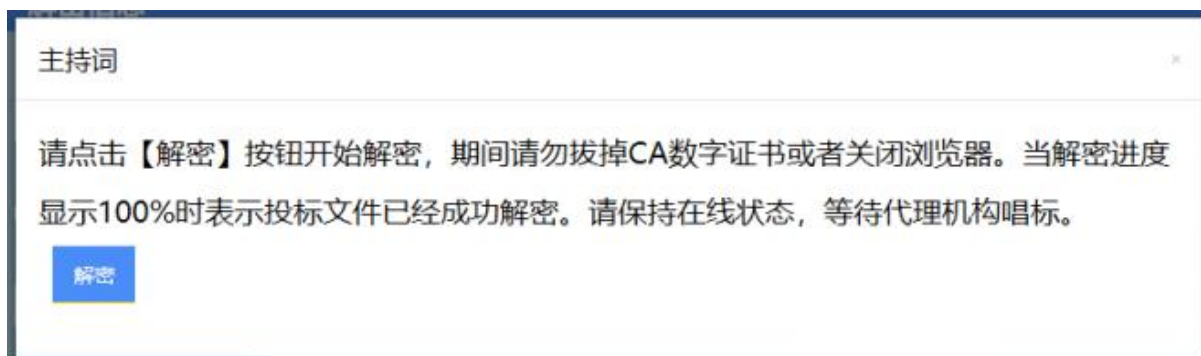 主持词
×
请点击【解密】按钮开始解密，期间请勿拔掉CA数字证书或者关闭浏览器。当解密进度
显示100%时表示投标文件已经成功解密。请保持在线状态，等待代理机构唱标。
解密